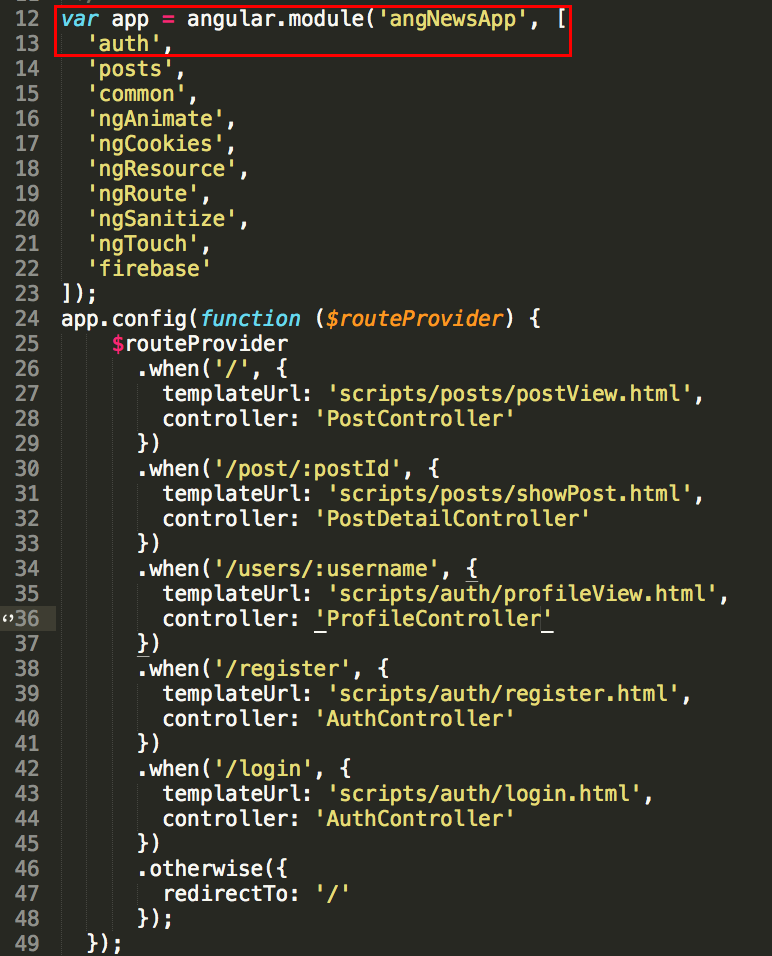 12 var app = angular.module('angNewsApp', [
13   'auth',
14   'posts',
15   'common',
16   'ngAnimate',
17   'ngCookies',
18   'ngResource',
19   'ngRoute',
20   'ngSanitize',
21   'ngTouch',
22   'firebase'
23 ]);
24 app.config(function ($routeProvider) {
25     $routeProvider
26       .when('/', {
27         templateUrl: 'scripts/posts/postView.html',
28         controller: 'PostController'
29       })
30       .when('/post/:postId', {
31         templateUrl: 'scripts/posts/showPost.html',
32         controller: 'PostDetailController'
33       })
34       .when('/users/:username', {
35         templateUrl: 'scripts/auth/profileView.html',
36         controller: 'ProfileController'
37       })
38       .when('/register', {
39         templateUrl: 'scripts/auth/register.html',
40         controller: 'AuthController'
41       })
42       .when('/login', {
43         templateUrl: 'scripts/auth/login.html',
44         controller: 'AuthController'
45       })
46       .otherwise({
47         redirectTo: '/'
48       });
49   });